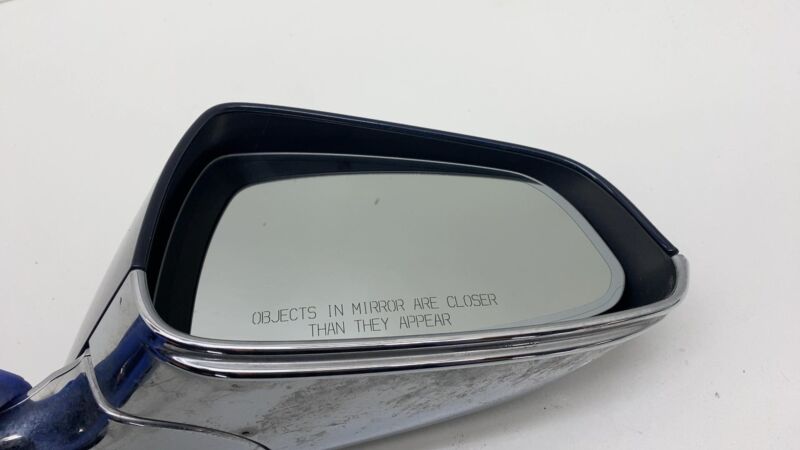 OBJECTS IN MIRROR ARE CLOSER
THAN THEY APPEAR